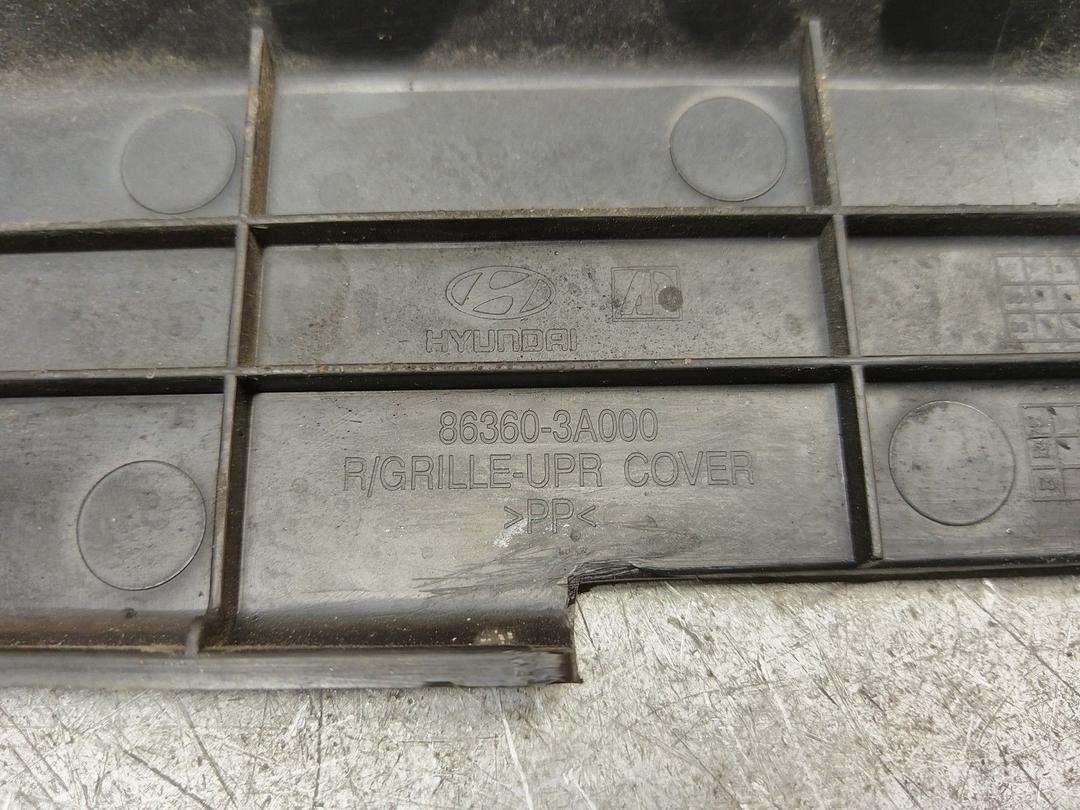 HYUNDAI
86360-3A000
R/GRILLE-UPR COVER
>PP<